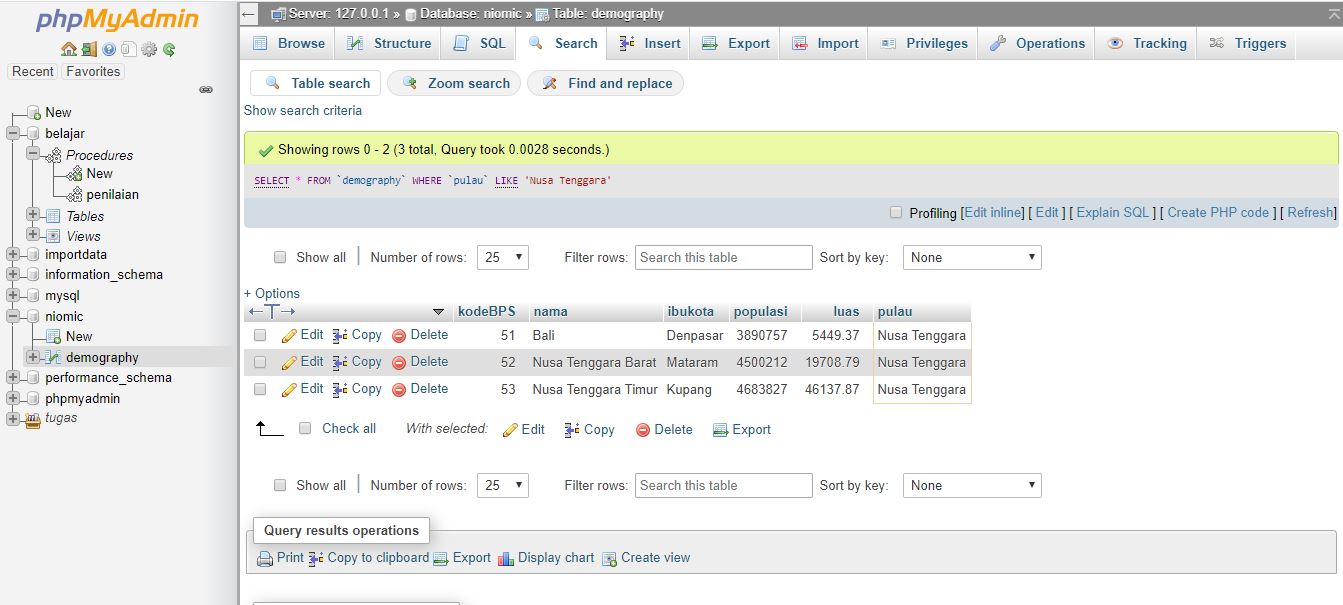 phpMyAdmin
Recent Favorites
New
belajar
Procedures
New
penilaian
Tables
Views
importdata
information_schema
mysql
niomic
New
demography
performance_schema
phpmyadmin
tugas
Server: 127.0.0.1 » Database: niomic » Table: demography
Browse Structure SQL Search Insert Export Import Privileges Operations Tracking Triggers
Table search Zoom search Find and replace
Show search criteria
Showing rows 0 - 2 (3 total, Query took 0.0028 seconds.)
SELECT * FROM `demography` WHERE `pulau` LIKE 'Nusa Tenggara'
Profiling [Edit inline] [ Edit ] [ Explain SQL ] [ Create PHP code ] [ Refresh]
Show all | Number of rows: 25 Filter rows: Search this table Sort by key: None
+ Options
←T→ kodeBPS nama ibukota populasi luas pulau
Edit Copy Delete 51 Bali Denpasar 3890757 5449.37 Nusa Tenggara
Edit Copy Delete 52 Nusa Tenggara Barat Mataram 4500212 19708.79 Nusa Tenggara
Edit Copy Delete 53 Nusa Tenggara Timur Kupang 4683827 46137.87 Nusa Tenggara
Check all With selected: Edit Copy Delete Export
Show all | Number of rows: 25 Filter rows: Search this table Sort by key: None
Query results operations
Print Copy to clipboard Export Display chart Create view